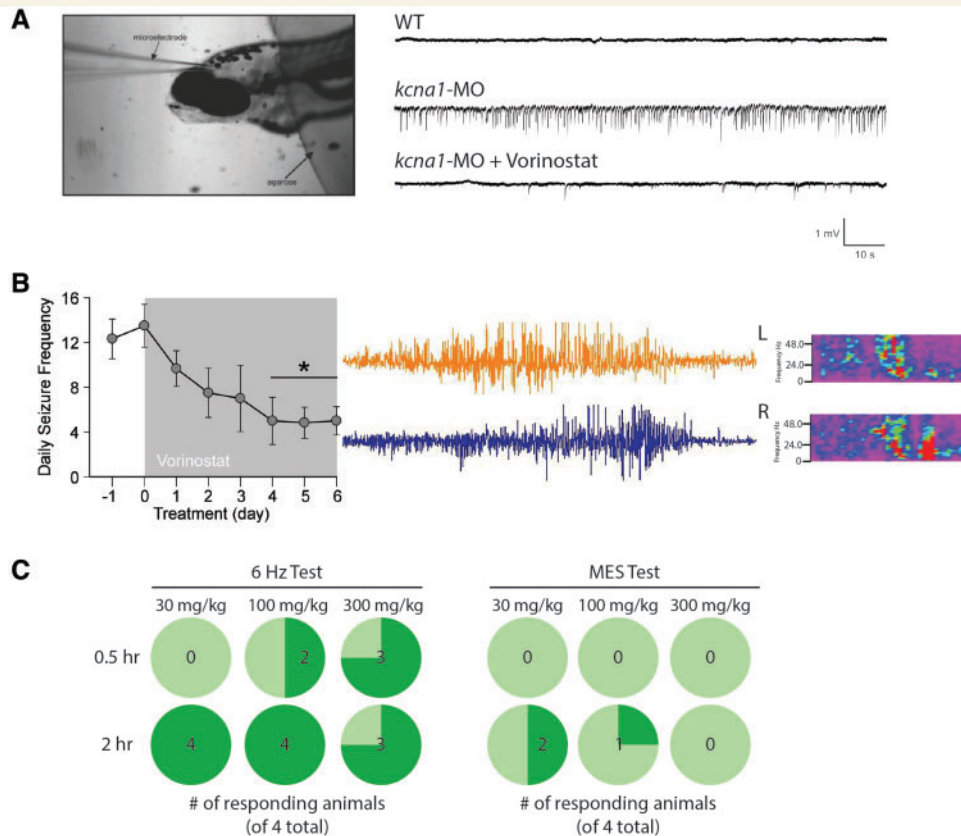 A
microelectrode
agarose
WT
kcna1-MO
kcna1-MO + Vorinostat
1 mV
10 s
B
Daily Seizure Frequency
16
12
8
4
0
Vorinostat
*
-1 0 1 2 3 4 5 6
Treatment (day)
L
Frequency Hz
48.0
24.0
0
R
Frequency Hz
48.0
24.0
0
C
6 Hz Test
30 mg/kg 100 mg/kg 300 mg/kg
MES Test
30 mg/kg 100 mg/kg 300 mg/kg
0.5 hr
0 2 3
0 0 0
2 hr
4 4 3
2 1 0
# of responding animals
(of 4 total)
# of responding animals
(of 4 total)